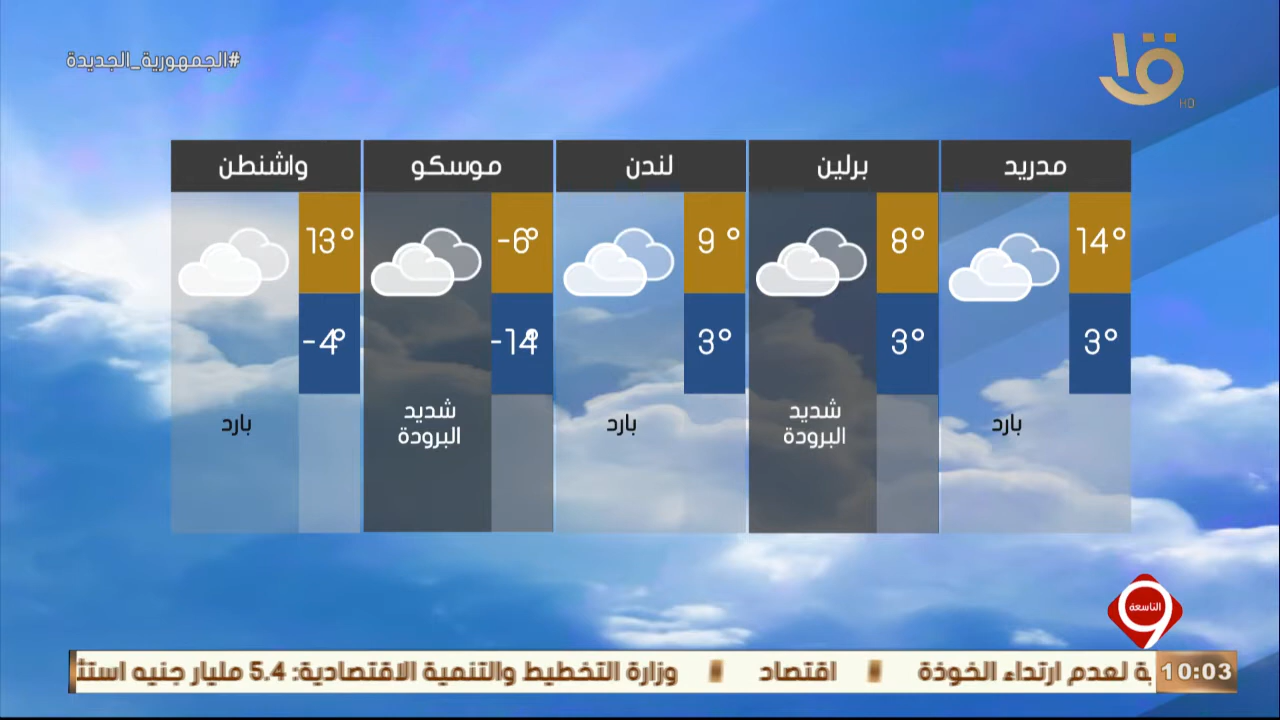 #الجمهورية_الجديدة
HD
مدريد
14°
3°
بارد
برلين
8°
3°
شديد
البرودة
لندن
9°
3°
بارد
موسكو
-6°
-14°
شديد
البرودة
واشنطن
13°
-4°
بارد
التاسعة
9
10:03
لعدم ارتداء الخوذة
اقتصاد
وزارة التخطيط والتنمية الاقتصادية: 5.4 مليار جنيه